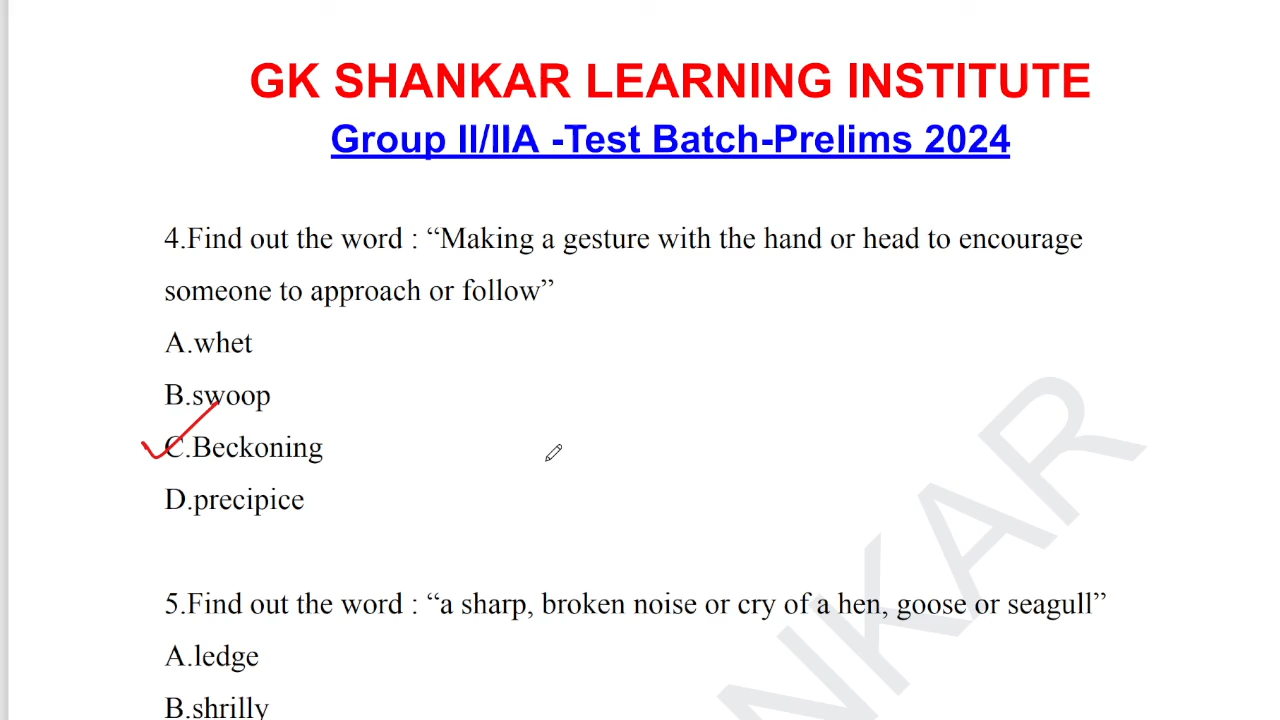 GK SHANKAR LEARNING INSTITUTE
Group II/IIA -Test Batch-Prelims 2024
4.Find out the word : “Making a gesture with the hand or head to encourage
someone to approach or follow”
A.whet
B.swoop
C.Beckoning
D.precipice
5.Find out the word : “a sharp, broken noise or cry of a hen, goose or seagull”
A.ledge
B.shrilly
NKAR